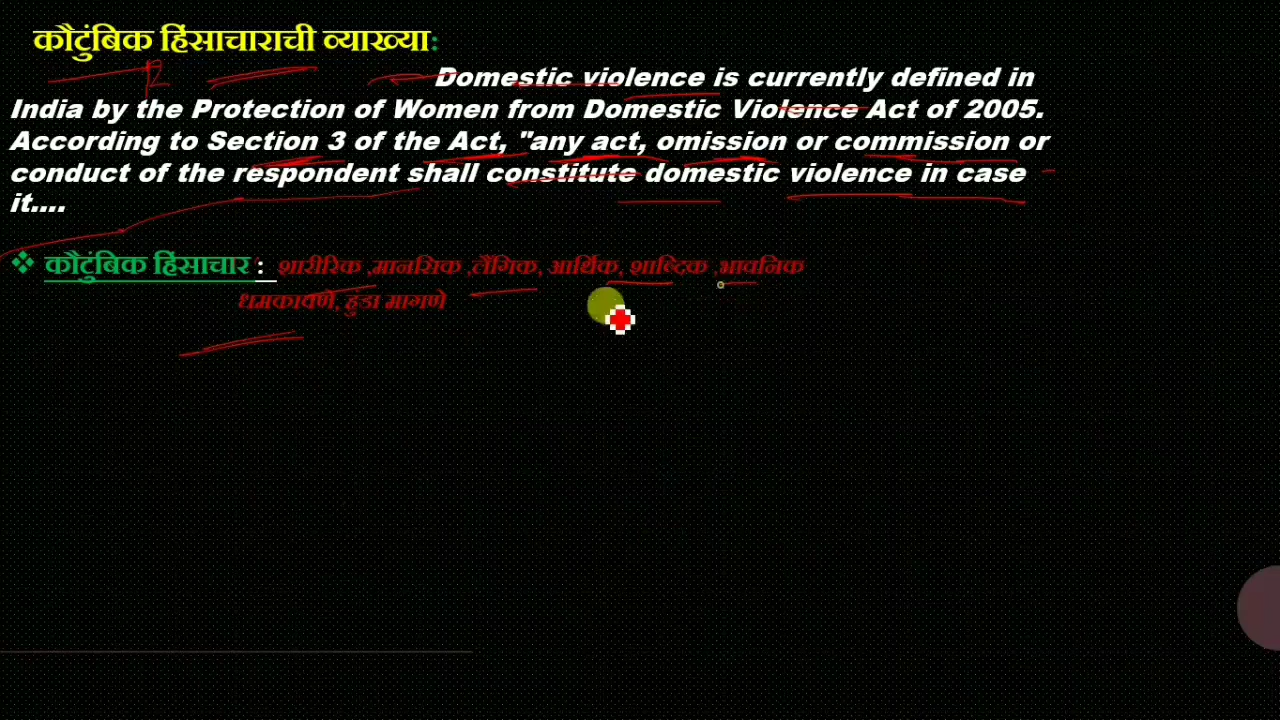 कौटुंबिक हिंसाचाराची व्याख्या:
Domestic violence is currently defined in
India by the Protection of Women from Domestic Violence Act of 2005.
According to Section 3 of the Act, "any act, omission or commission or
conduct of the respondent shall constitute domestic violence in case
it....
❖ कौटुंबिक हिंसाचार : शारीरिक ,मानसिक ,लैंगिक, आर्थिक, शाब्दिक ,भावनिक
धमकावणे, हुंडा मागणे